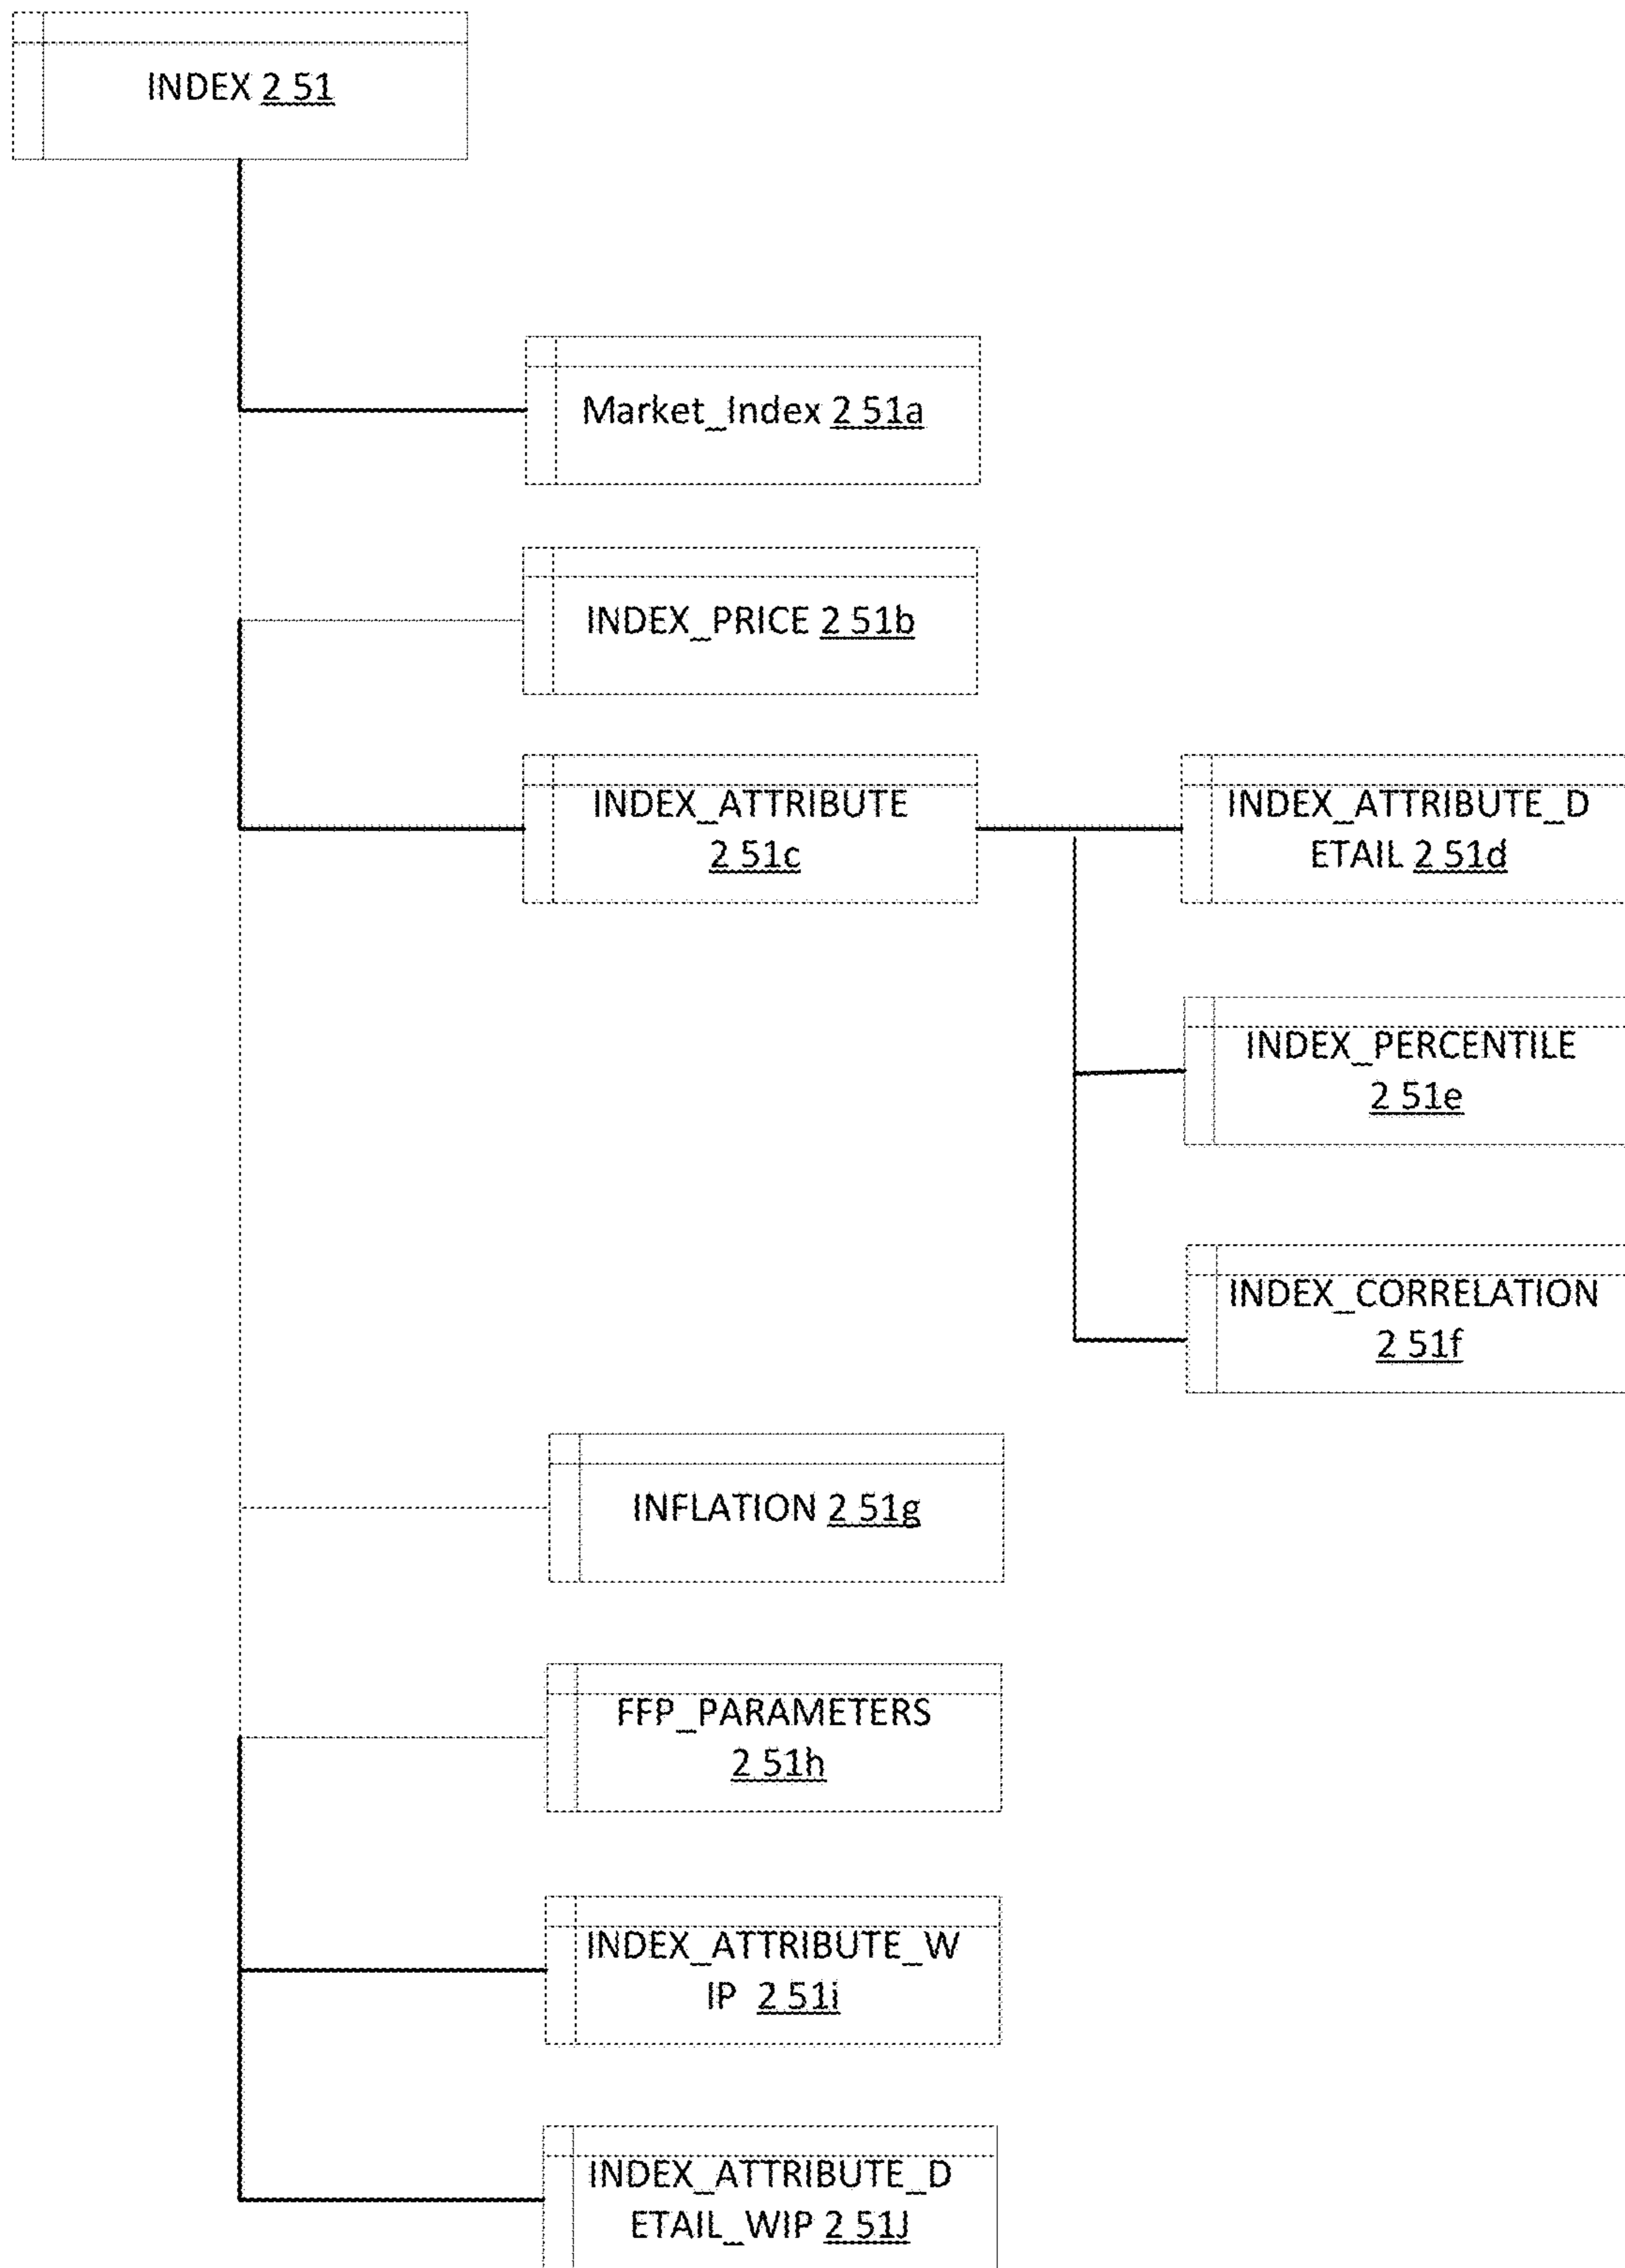 INDEX 2 51
Market_Index 2 51a
INDEX_PRICE 2 51b
INDEX_ATTRIBUTE
2 51c
INDEX_ATTRIBUTE_D
ETAIL 2 51d
INDEX_PERCENTILE
2 51e
INDEX_CORRELATION
2 51f
INFLATION 2 51g
FFP_PARAMETERS
2 51h
INDEX_ATTRIBUTE_W
IP 2 51i
INDEX_ATTRIBUTE_D
ETAIL_WIP 2 51J